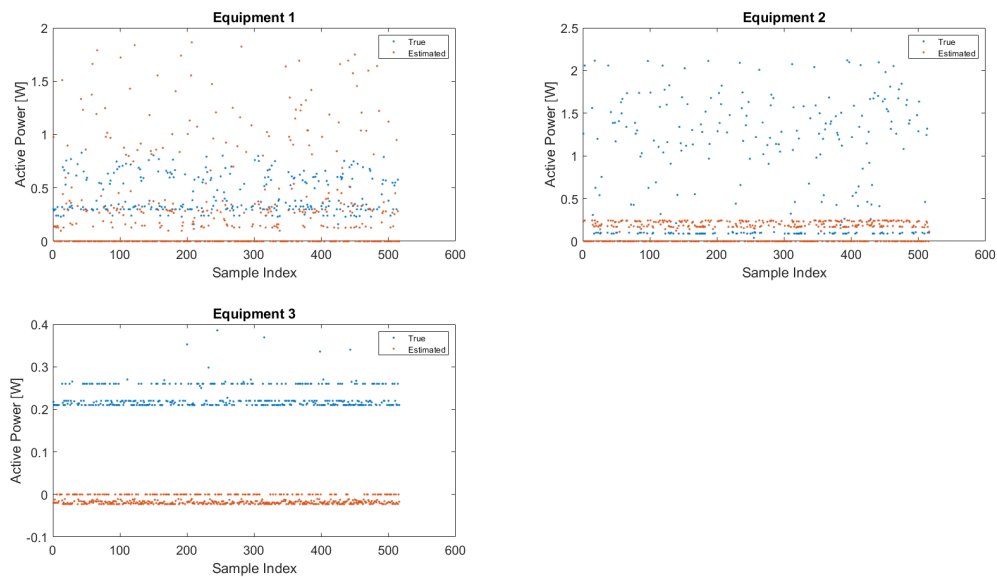 Equipment 1
Active Power [W]
2
1.5
1
0.5
0
0 100 200 300 400 500 600
Sample Index
True
Estimated
Equipment 2
Active Power [W]
2.5
2
1.5
1
0.5
0
0 100 200 300 400 500 600
Sample Index
True
Estimated
Equipment 3
Active Power [W]
0.4
0.3
0.2
0.1
0
-0.1
0 100 200 300 400 500 600
Sample Index
True
Estimated